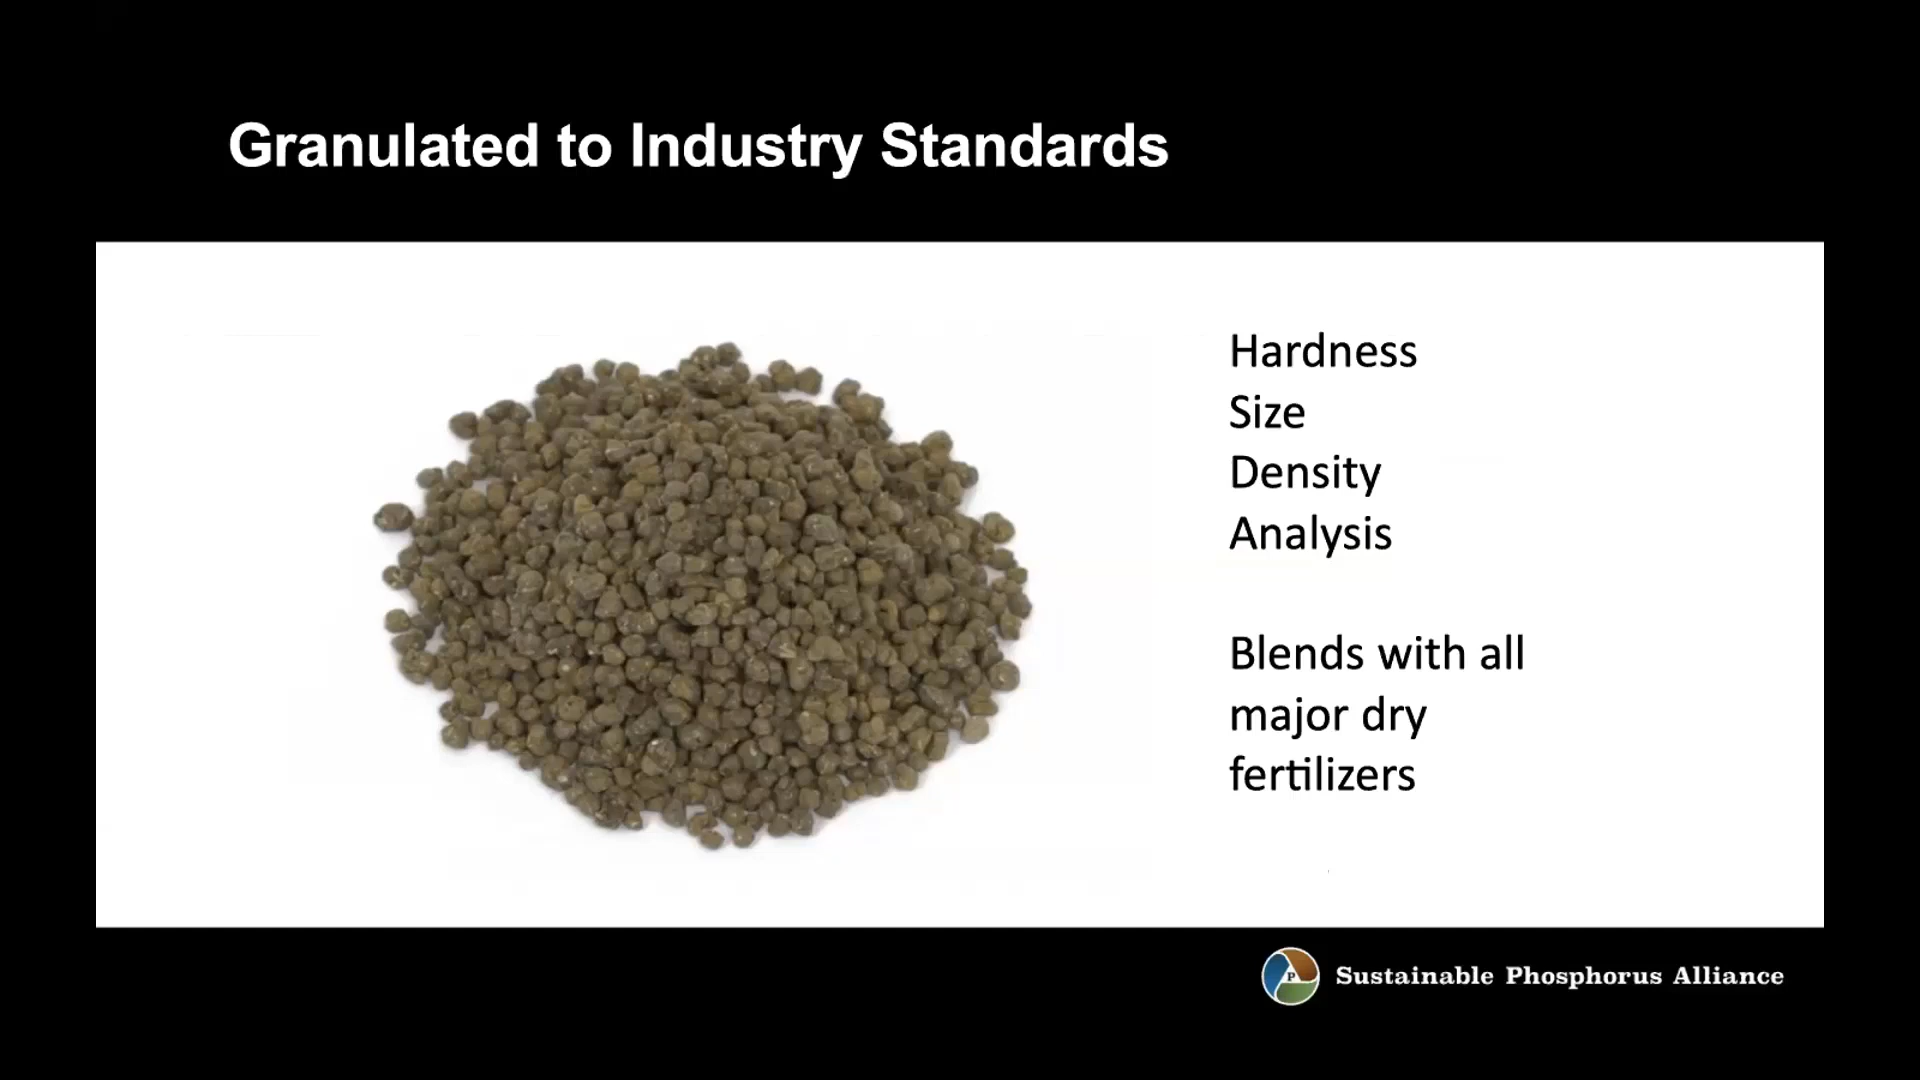 Granulated to Industry Standards
Hardness
Size
Density
Analysis
Blends with all
major dry
fertilizers
P
Sustainable Phosphorus Alliance